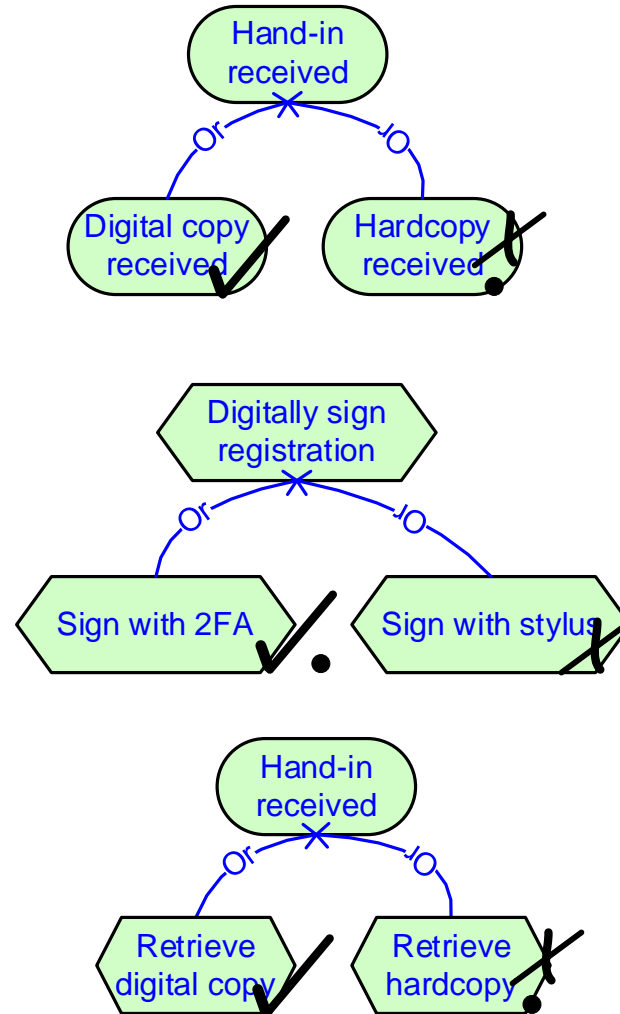 Hand-in
received
Or
Or
Digital copy
received
Hardcopy
received
Digitally sign
registration
Or
Or
Sign with 2FA
Sign with stylus
Hand-in
received
Or
Or
Retrieve
digital copy
Retrieve
hardcopy